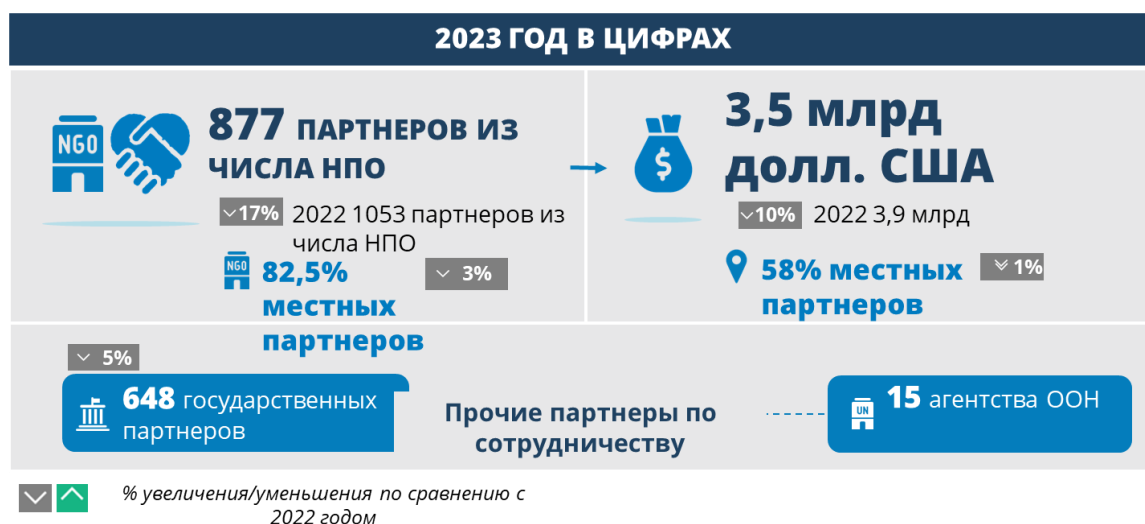 2023 ГОД В ЦИФРАХ
NGO
877 ПАРТНЕРОВ ИЗ
ЧИСЛА НПО
17%
2022 1053 партнеров из
числа НПО
NGO
82,5%
местных
партнеров
3%
$
3,5 млрд
долл. США
10%
2022 3,9 млрд
58% местных
партнеров
1%
5%
648 государственных
партнеров
Прочие партнеры по
сотрудничеству
UN
15 агентства ООН
% увеличения/уменьшения по сравнению с
2022 годом